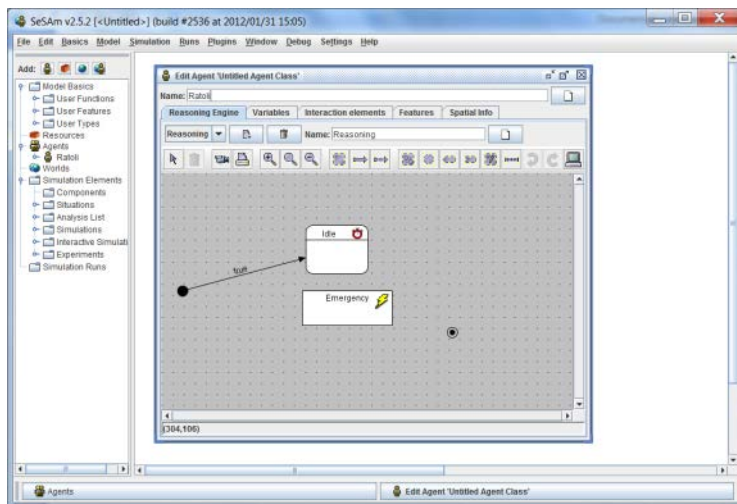 SeSAm v2.5.2 [<Untitled>] (build #2536 at 2012/01/31 15:05)
File Edit Basics Model Simulation Runs Plugins Window Debug Settings Help
Add:
Model Basics
User Functions
User Features
User Types
Resources
Agents
Ratoli
Worlds
Simulation Elements
Components
Situations
Analysis List
Simulations
Interactive Simulati
Experiments
Simulation Runs
Edit Agent 'Untitled Agent Class'
Name: Ratoli
Reasoning Engine Variables Interaction elements Features Spatial Info
Reasoning Name: Reasoning
Idle
Emergency
(304,106)
Agents Edit Agent 'Untitled Agent Class'